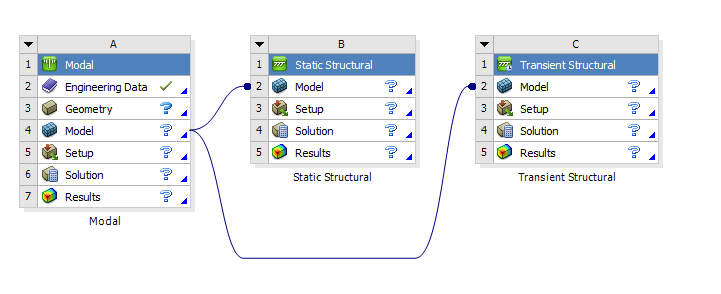 A
1 Modal
2 Engineering Data
3 Geometry
4 Model
5 Setup
6 Solution
7 Results
Modal
B
1 Static Structural
2 Model
3 Setup
4 Solution
5 Results
Static Structural
C
1 Transient Structural
2 Model
3 Setup
4 Solution
5 Results
Transient Structural